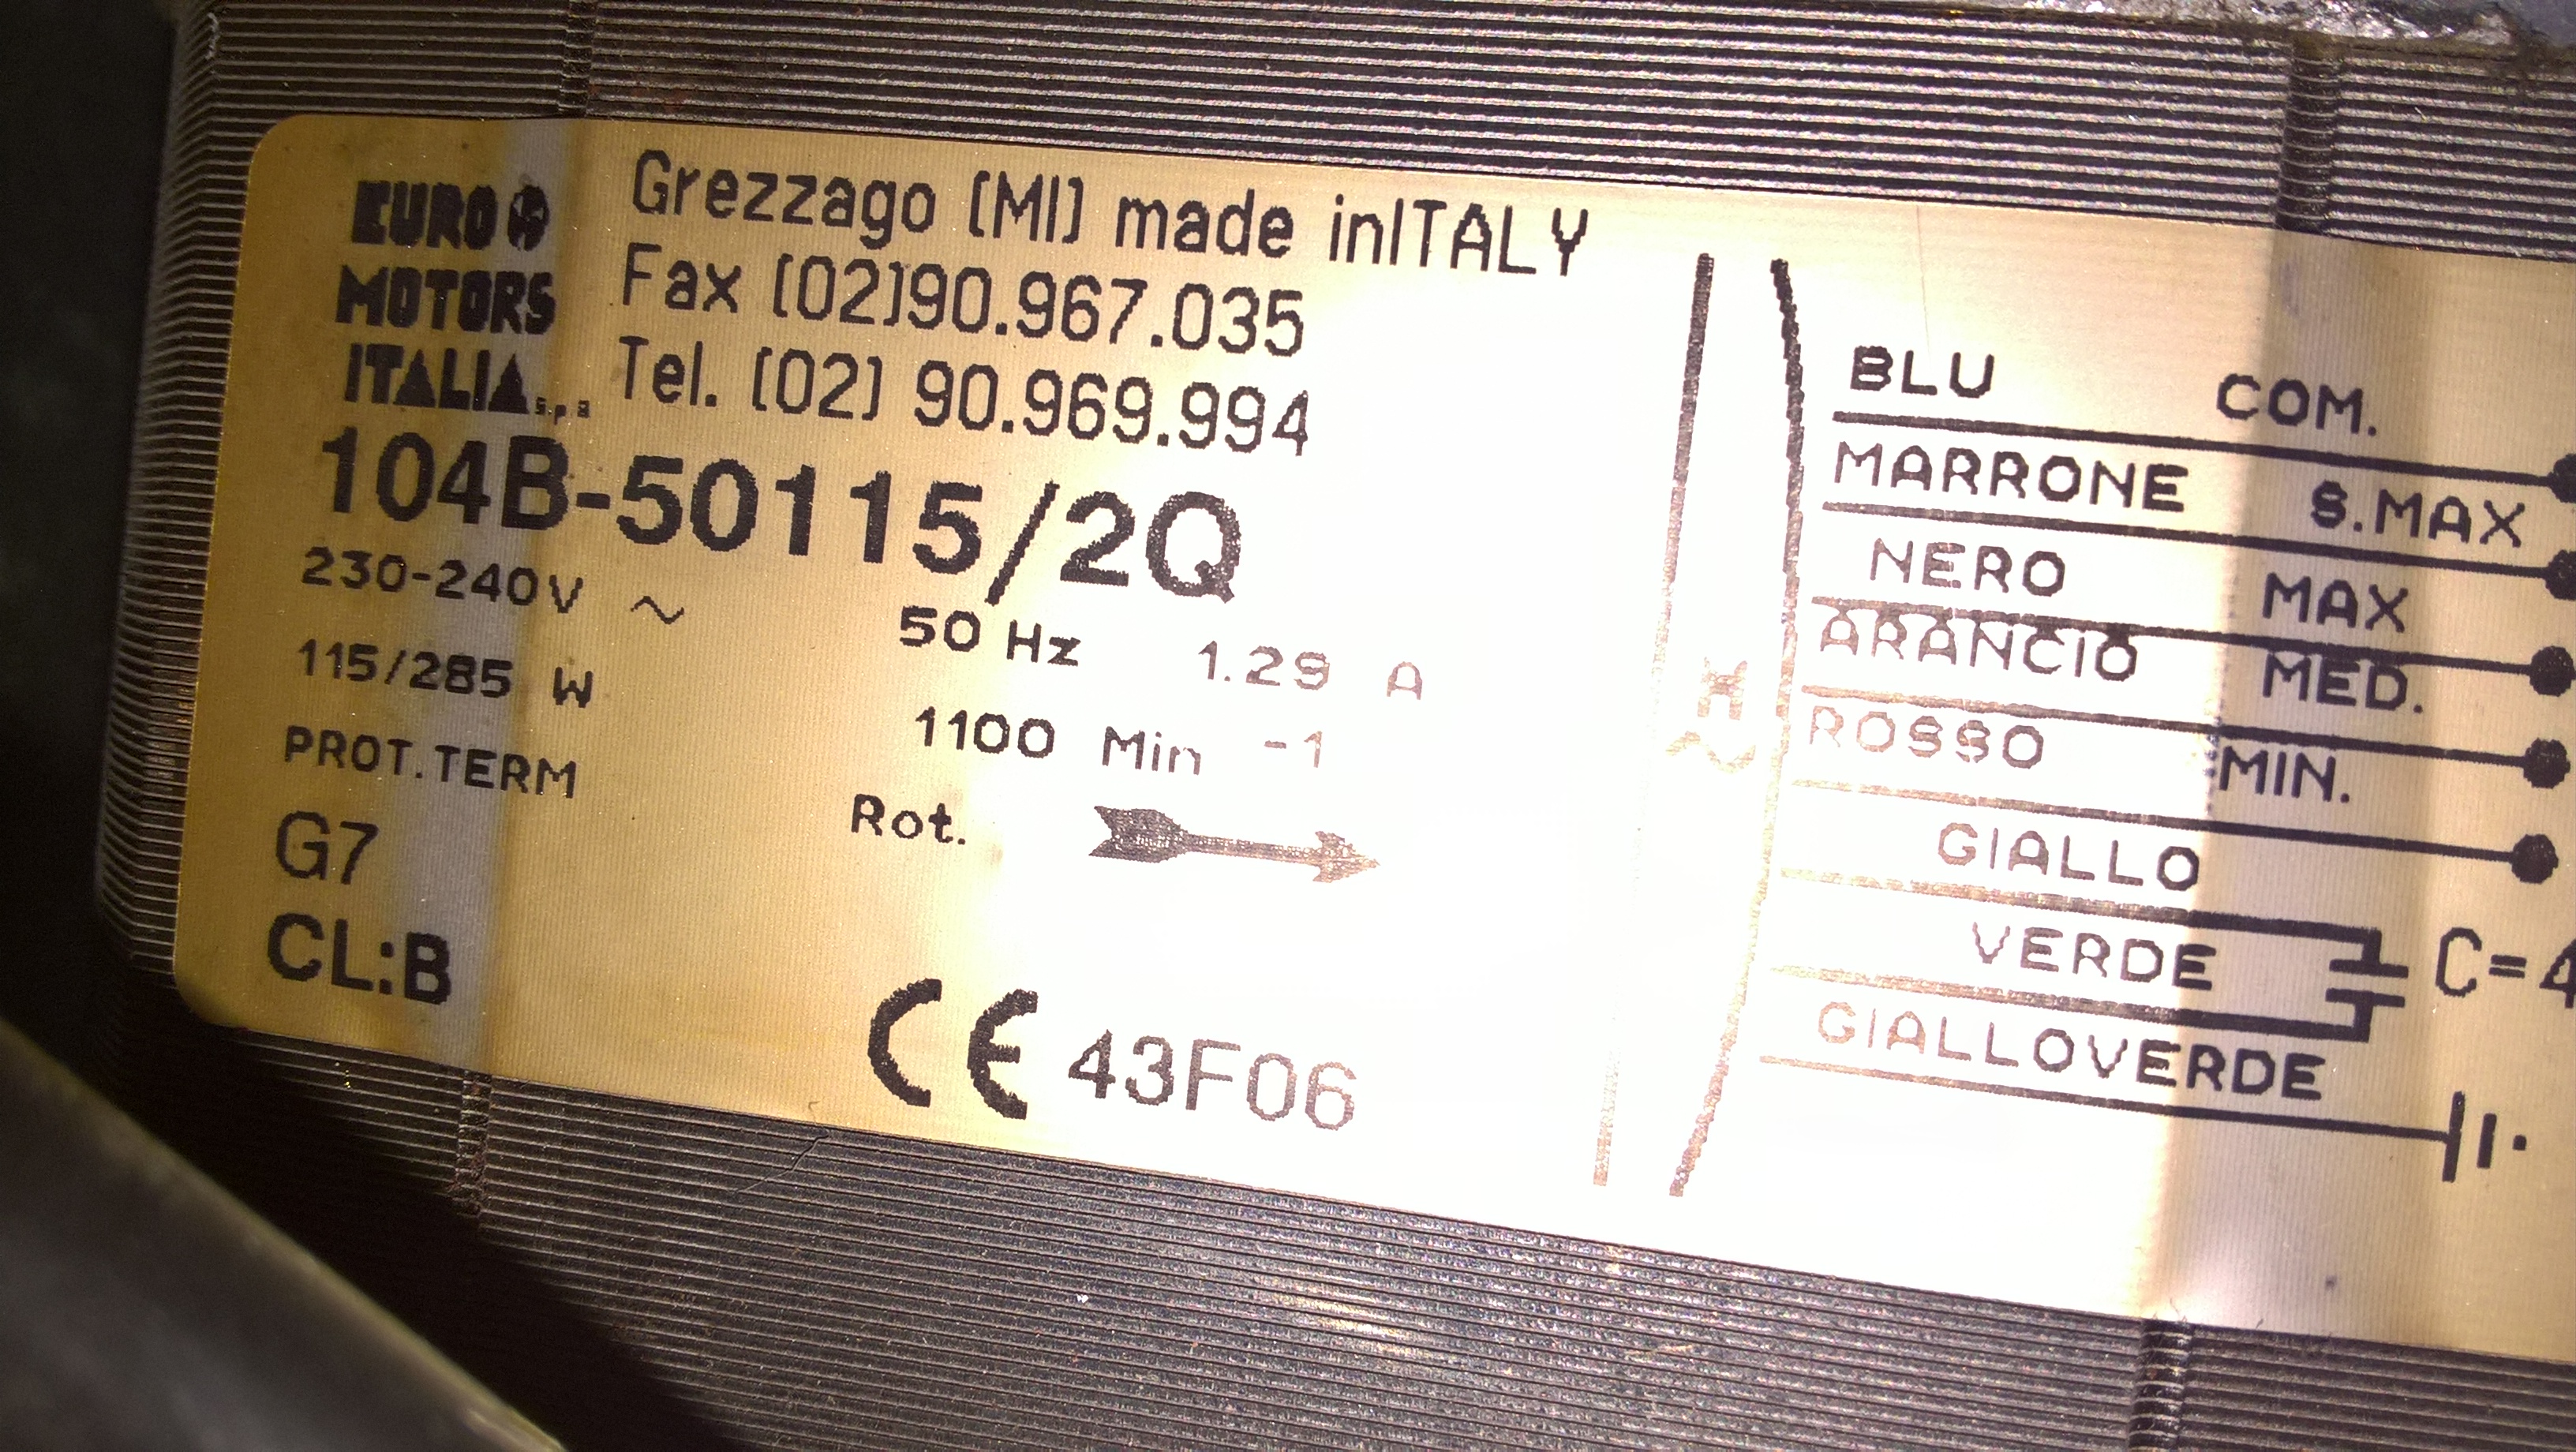 EURO
MOTORS
ITALIA s.p.a
Grezzago (MI) made inITALY
Fax (02)90.967.035
Tel. (02) 90.969.994
104B-50115/2Q
230-240V ~ 50 Hz 1.29 A
115/285 W 1100 Min -1
PROT.TERM Rot.
G7
CL:B
CE 43F06
M
~
BLU COM.
MARRONE S.MAX
NERO MAX
ARANCIO MED.
ROSSO MIN.
GIALLO
VERDE C=4
GIALLOVERDE